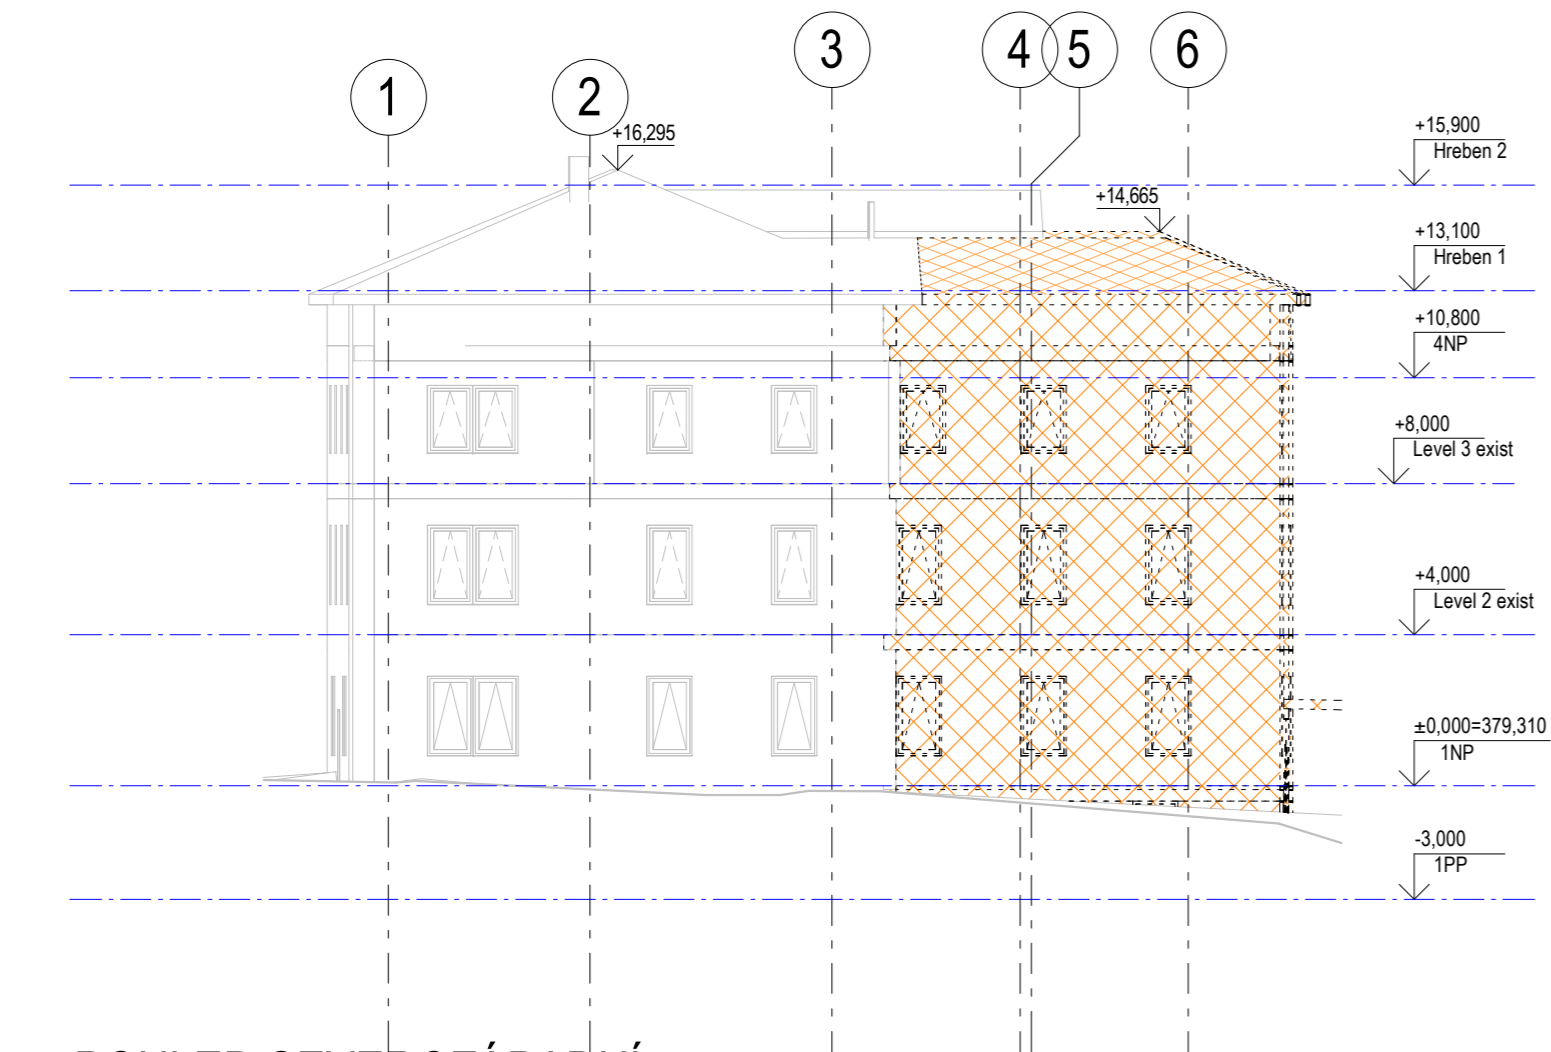 1
2
3
4
5
6
+16,295
+14,665
+15,900
Hreben 2
+13,100
Hreben 1
+10,800
4NP
+8,000
Level 3 exist
+4,000
Level 2 exist
±0,000=379,310
1NP
-3,000
1PP